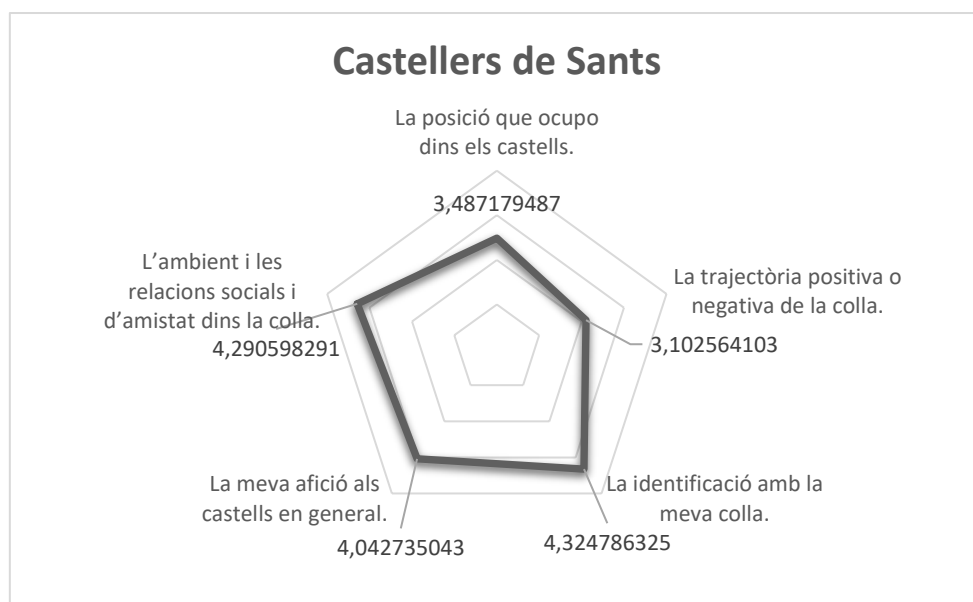 Castellers de Sants
La posició que ocupo
dins els castells.
3,487179487
La trajectòria positiva o
negativa de la colla.
3,102564103
La identificació amb la
meva colla.
4,324786325
La meva afició als
castells en general.
4,042735043
L’ambient i les
relacions socials i
d’amistat dins la colla.
4,290598291